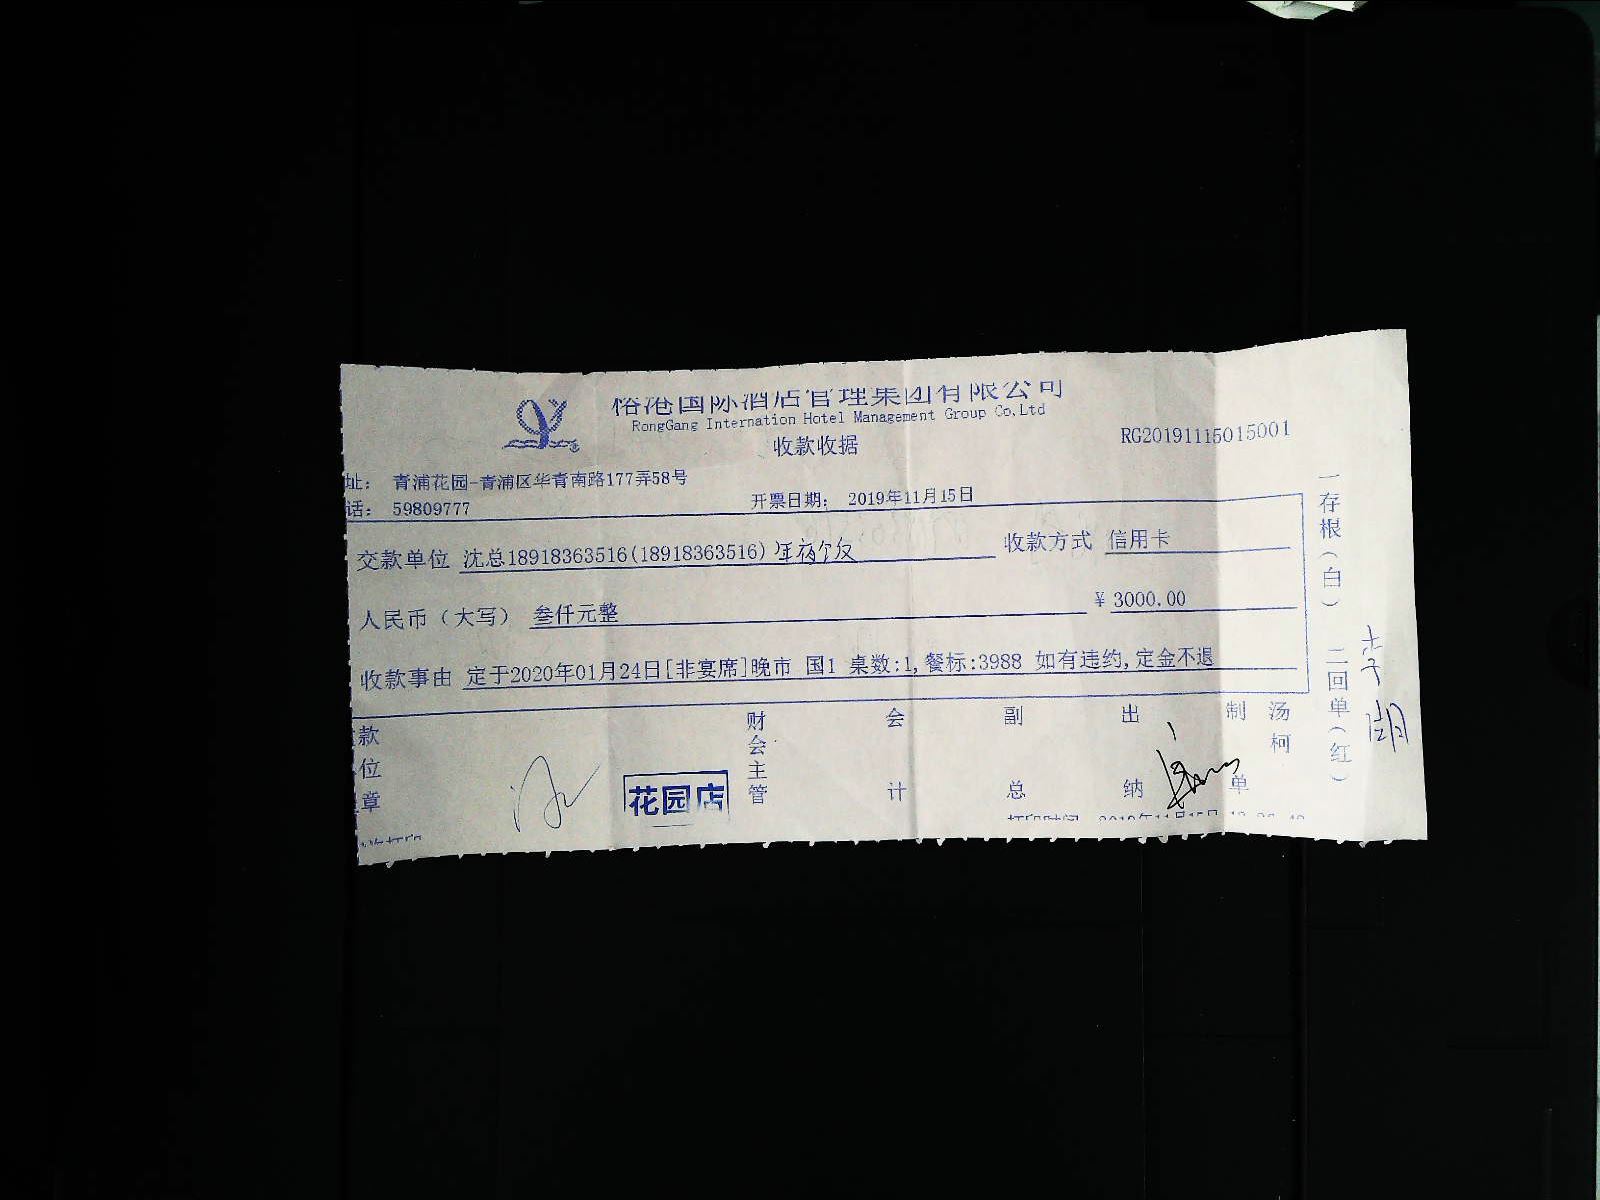 榕港国际酒店管理集团有限公司
RongGang Internation Hotel Management Group Co.Ltd
收款收据
RG20191115015001
址： 青浦花园-青浦区华青南路177弄58号
话： 59809777
开票日期： 2019年11月15日
交款单位 沈总18918363516(18918363516)
收款方式 信用卡
人民币（大写） 叁仟元整
¥ 3000.00
收款事由 定于2020年01月24日[非宴席]晚市 国1 桌数:1,餐标:3988 如有违约,定金不退
款位章
花园店
财会主管
会计
副总
出纳
制单
汤柯
一存根（白） 二回单（红）